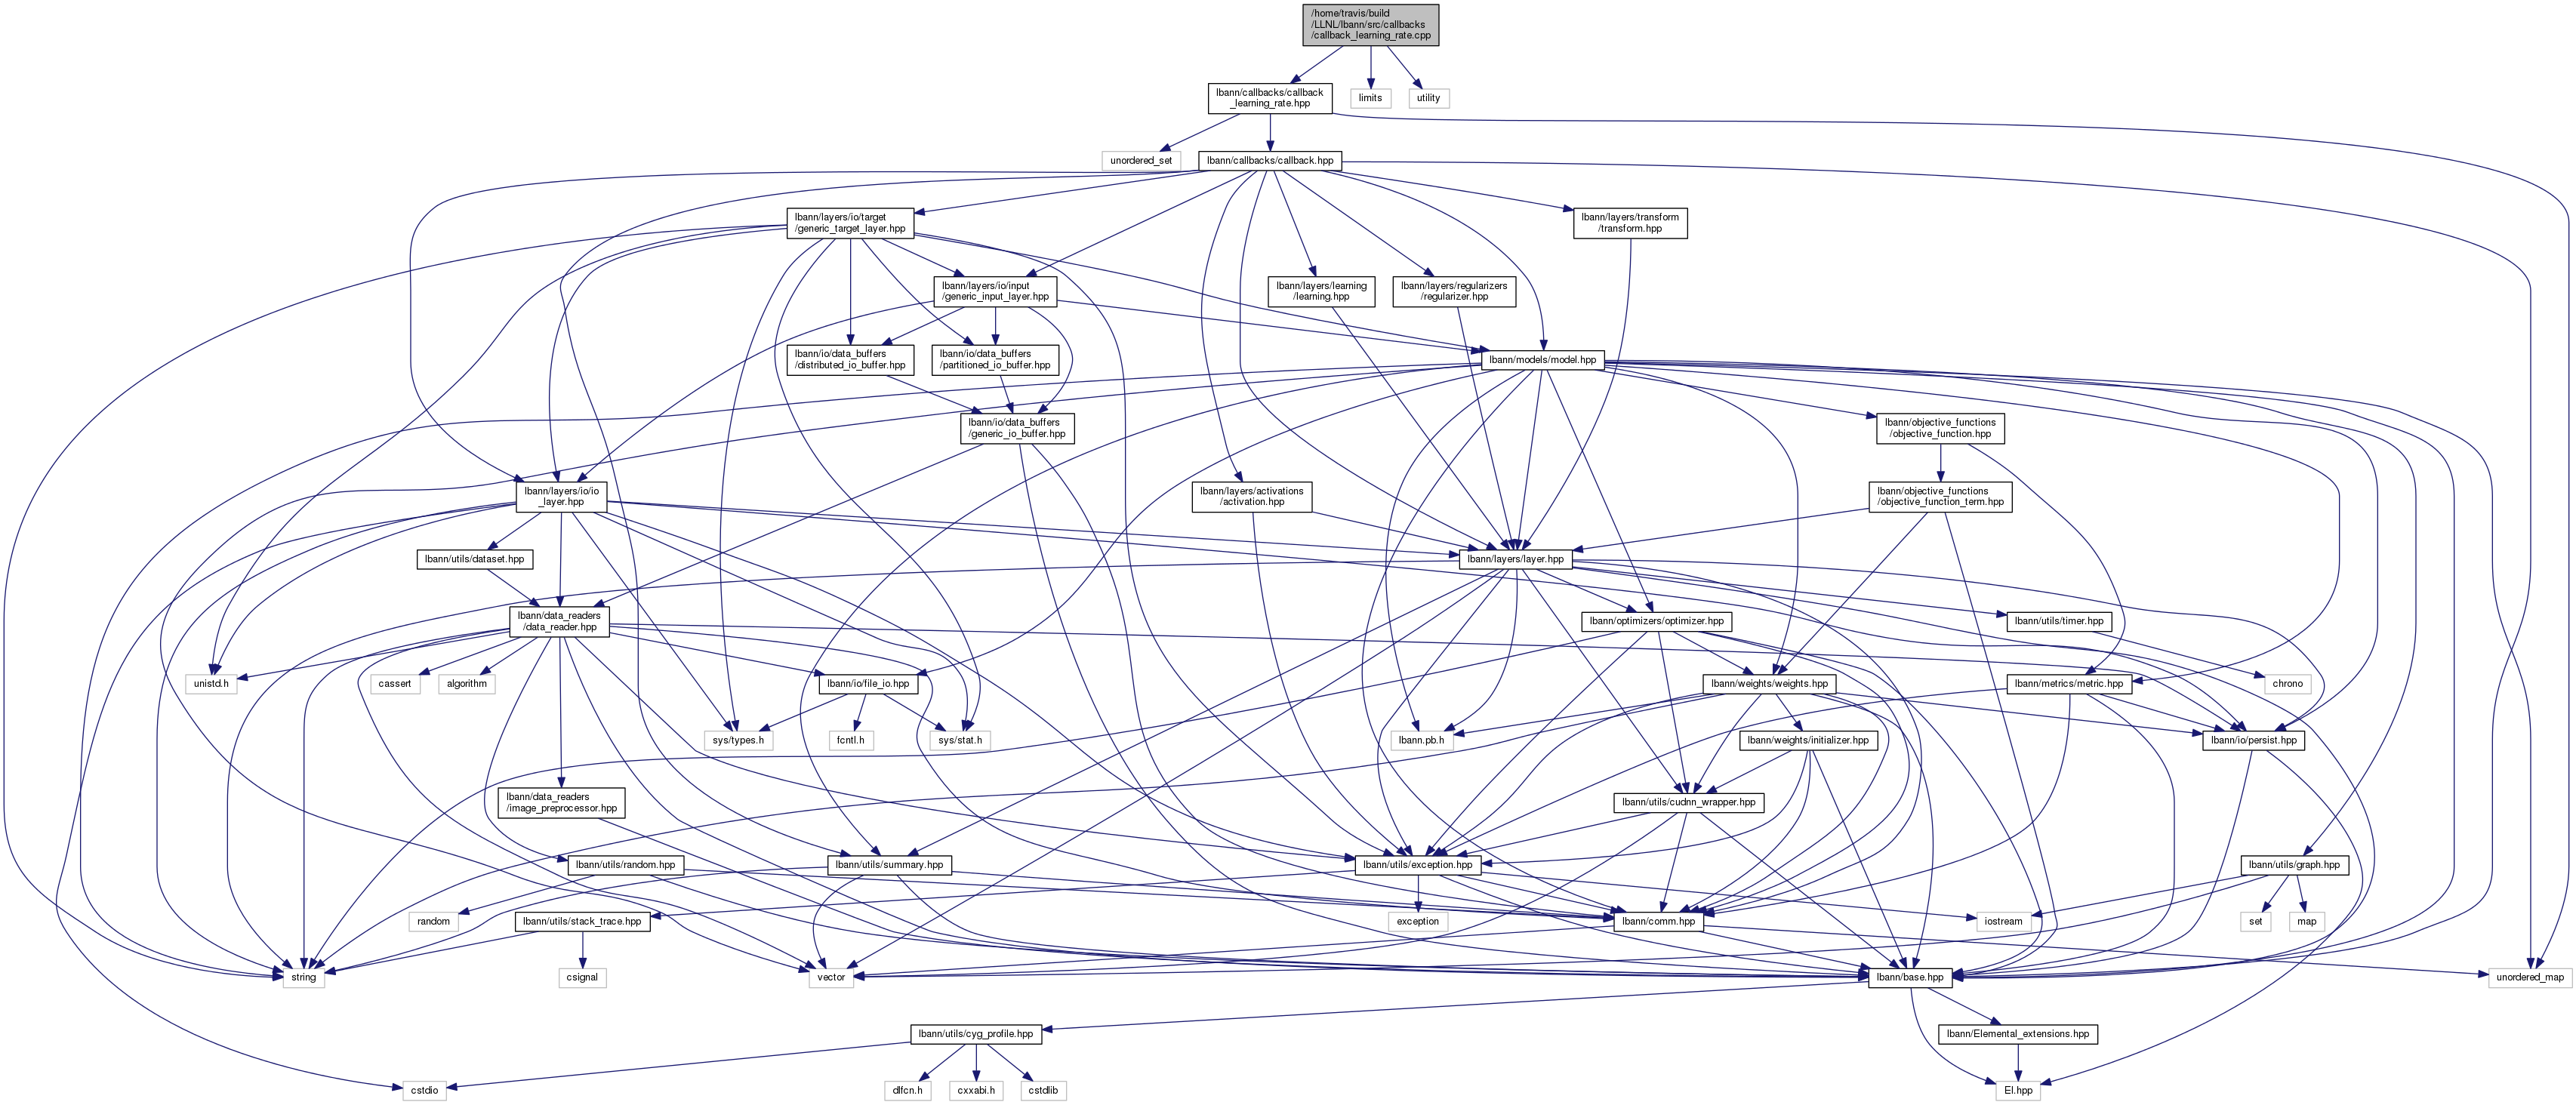 /home/travis/build
/LLNL/lbann/src/callbacks
/callback_learning_rate.cpp
lbann/callbacks/callback
_learning_rate.hpp
limits
utility
unordered_set
lbann/callbacks/callback.hpp
lbann/layers/io/target
/generic_target_layer.hpp
lbann/layers/transform
/transform.hpp
lbann/layers/io/input
/generic_input_layer.hpp
lbann/layers/learning
/learning.hpp
lbann/layers/regularizers
/regularizer.hpp
lbann/io/data_buffers
/distributed_io_buffer.hpp
lbann/io/data_buffers
/partitioned_io_buffer.hpp
lbann/models/model.hpp
lbann/io/data_buffers
/generic_io_buffer.hpp
lbann/objective_functions
/objective_function.hpp
lbann/layers/io/io
_layer.hpp
lbann/layers/activations
/activation.hpp
lbann/objective_functions
/objective_function_term.hpp
lbann/utils/dataset.hpp
lbann/layers/layer.hpp
lbann/data_readers
/data_reader.hpp
lbann/optimizers/optimizer.hpp
lbann/utils/timer.hpp
unistd.h
cassert
algorithm
lbann/io/file_io.hpp
lbann/weights/weights.hpp
lbann/metrics/metric.hpp
chrono
sys/types.h
fcntl.h
sys/stat.h
lbann.pb.h
lbann/weights/initializer.hpp
lbann/io/persist.hpp
lbann/data_readers
/image_preprocessor.hpp
lbann/utils/cudnn_wrapper.hpp
lbann/utils/random.hpp
lbann/utils/summary.hpp
lbann/utils/exception.hpp
lbann/utils/graph.hpp
random
lbann/utils/stack_trace.hpp
exception
lbann/comm.hpp
iostream
set
map
string
csignal
vector
lbann/base.hpp
unordered_map
lbann/utils/cyg_profile.hpp
lbann/Elemental_extensions.hpp
cstdio
dlfcn.h
cxxabi.h
cstdlib
El.hpp